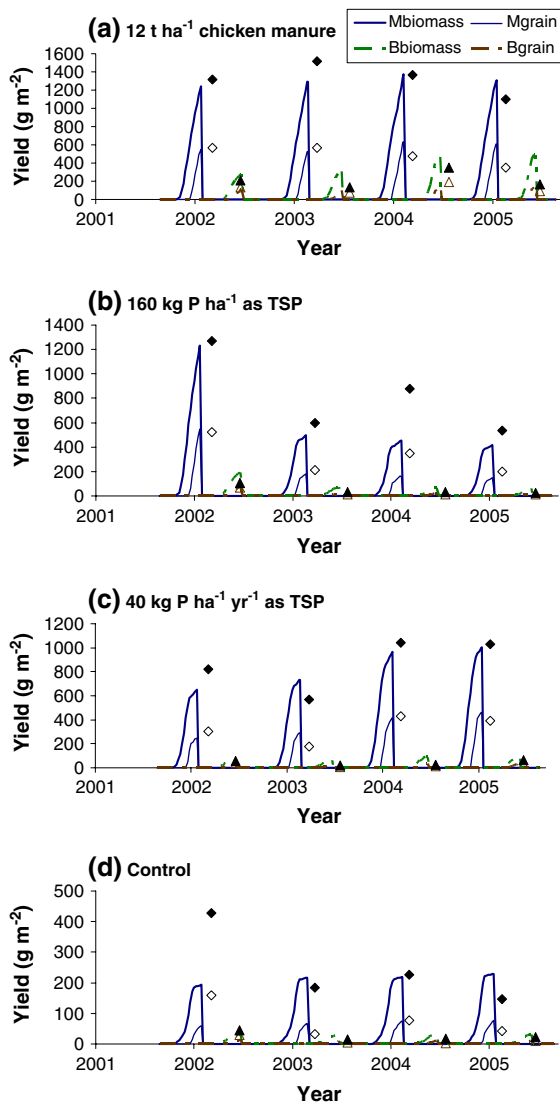 (a) 12 t ha⁻¹ chicken manure
Mbiomass Mgrain
Bbiomass Bgrain
Yield (g m⁻²)
1600
1400
1200
1000
800
600
400
200
0
2001 2002 2003 2004 2005
Year
(b) 160 kg P ha⁻¹ as TSP
Yield (g m⁻²)
1400
1200
1000
800
600
400
200
0
2001 2002 2003 2004 2005
Year
(c) 40 kg P ha⁻¹ yr⁻¹ as TSP
Yield (g m⁻²)
1200
1000
800
600
400
200
0
2001 2002 2003 2004 2005
Year
(d) Control
Yield (g m⁻²)
500
400
300
200
100
0
2001 2002 2003 2004 2005
Year